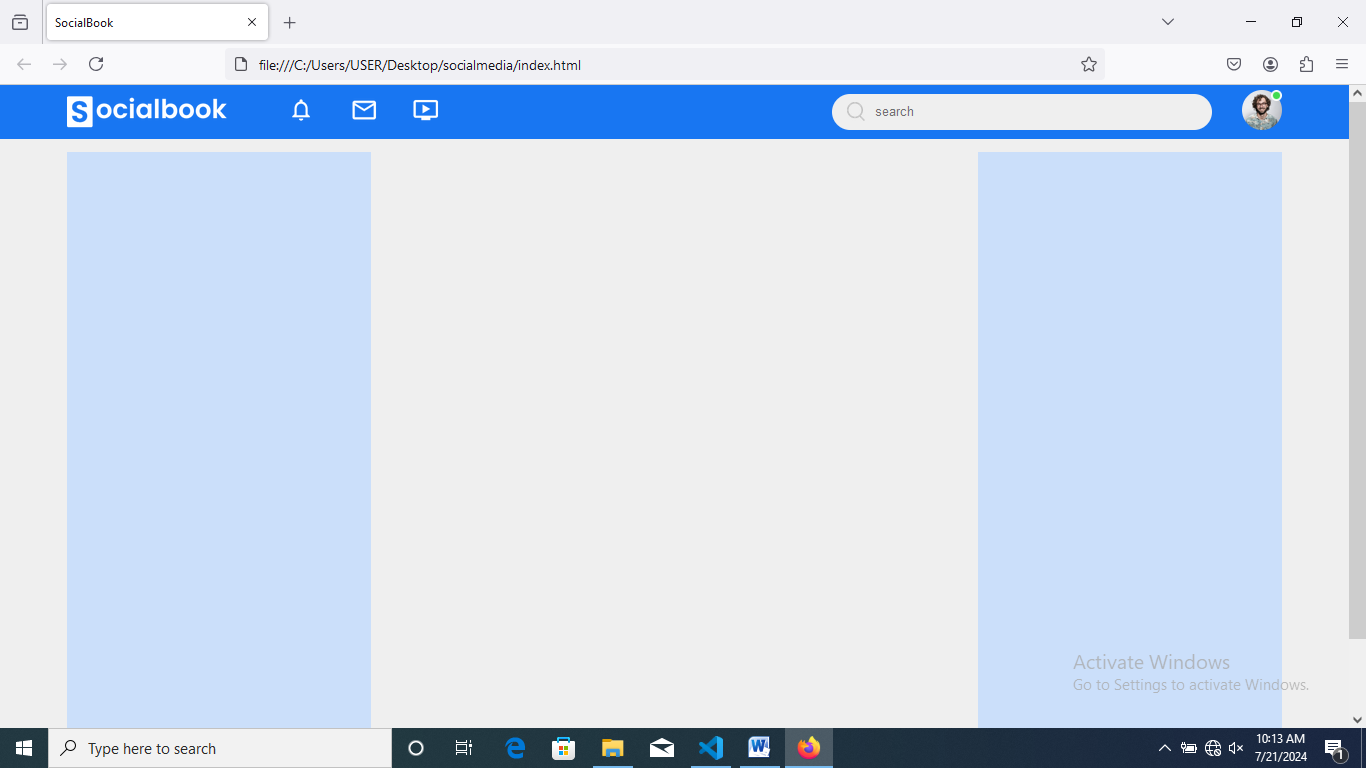 SocialBook
file:///C:/Users/USER/Desktop/socialmedia/index.html
Socialbook
search
Activate Windows
Go to Settings to activate Windows.
Type here to search
W
10:13 AM
7/21/2024
1